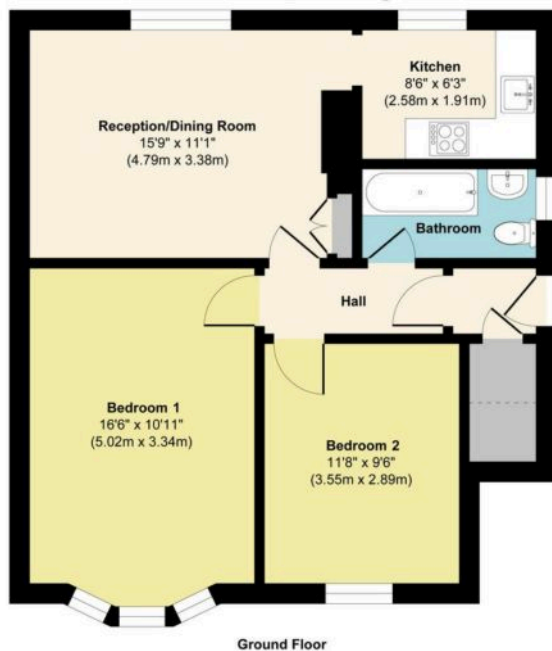 Kitchen
8'6" x 6'3"
(2.58m x 1.91m)
Reception/Dining Room
15'9" x 11'1"
(4.79m x 3.38m)
Bathroom
Hall
Bedroom 1
16'6" x 10'11"
(5.02m x 3.34m)
Bedroom 2
11'8" x 9'6"
(3.55m x 2.89m)
Ground Floor